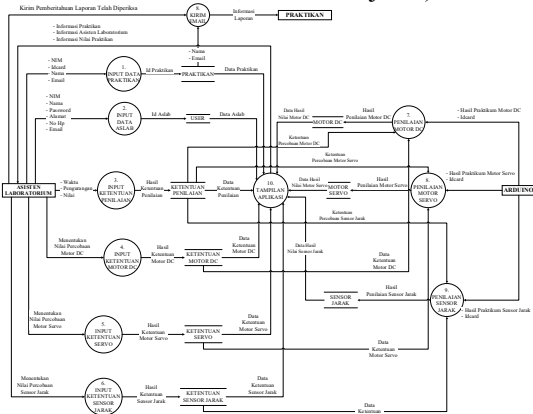 Kirim Pemberitahuan Laporan Telah Diperiksa
8.
KIRIM
EMAIL
Informasi
Laporan
PRAKTIKAN
- Informasi Praktikan
- Informasi Asisten Laboratorium
- Informasi Nilai Praktikan
- Nama
- Email
- NIM
- Idcard
- Nama
- Email
1.
INPUT DATA
PRAKTIKAN
Id Praktikan
PRAKTIKAN
Data Praktikan
- NIM
- Nama
- Password
- Alamat
- No Hp
- Email
2.
INPUT
DATA
ASLAB
Id Aslab
USER
Data Aslab
Data Hasil
Nilai Motor DC
MOTOR DC
Hasil
Penilaian Motor DC
7.
PENILAIAN
MOTOR DC
- Hasil Praktikum Motor DC
- Idcard
Ketentuan
Percobaan Motor DC
Ketentuan
Percobaan Motor Servo
ASISTEN
LABORATORIUM
- Waktu
- Pengurangan
- Nilai
3.
INPUT
KETENTUAN
PENILAIAN
Hasil
Ketentuan
Penilaian
KETENTUAN
PENILAIAN
Data
Ketentuan
Penilaian
10.
TAMPILAN
APLIKASI
Data Hasil
Nilai Motor Servo
MOTOR
SERVO
Hasil
Penilaian Motor Servo
8.
PENILAIAN
MOTOR
SERVO
- Hasil Praktikum Motor Servo
- Idcard
ARDUINO
Ketentuan
Percobaan Sensor Jarak
Menentukan
Nilai Percobaan
Motor DC
4.
INPUT
KETENTUAN
MOTOR DC
Hasil
Ketentuan
Motor DC
KETENTUAN
MOTOR DC
Data
Ketentuan
Motor DC
Data Hasil
Nilai Sensor Jarak
Data
Ketentuan
Motor DC
SENSOR
JARAK
Hasil
Penilaian Sensor Jarak
9.
PENILAIAN
SENSOR
JARAK
- Hasil Praktikum Sensor Jarak
- Idcard
Menentukan
Nilai Percobaan
Motor Servo
5.
INPUT
KETENTUAN
SERVO
Hasil
Ketentuan
Motor Servo
KETENTUAN
SERVO
Data
Ketentuan
Motor Servo
Data
Ketentuan
Motor Servo
Menentukan
Nilai Percobaan
Sensor Jarak
6.
INPUT
KETENTUAN
SENSOR
JARAK
Hasil
Ketentuan
Sensor Jarak
KETENTUAN
SENSOR JARAK
Data
Ketentuan
Sensor Jarak
Data
Ketentuan